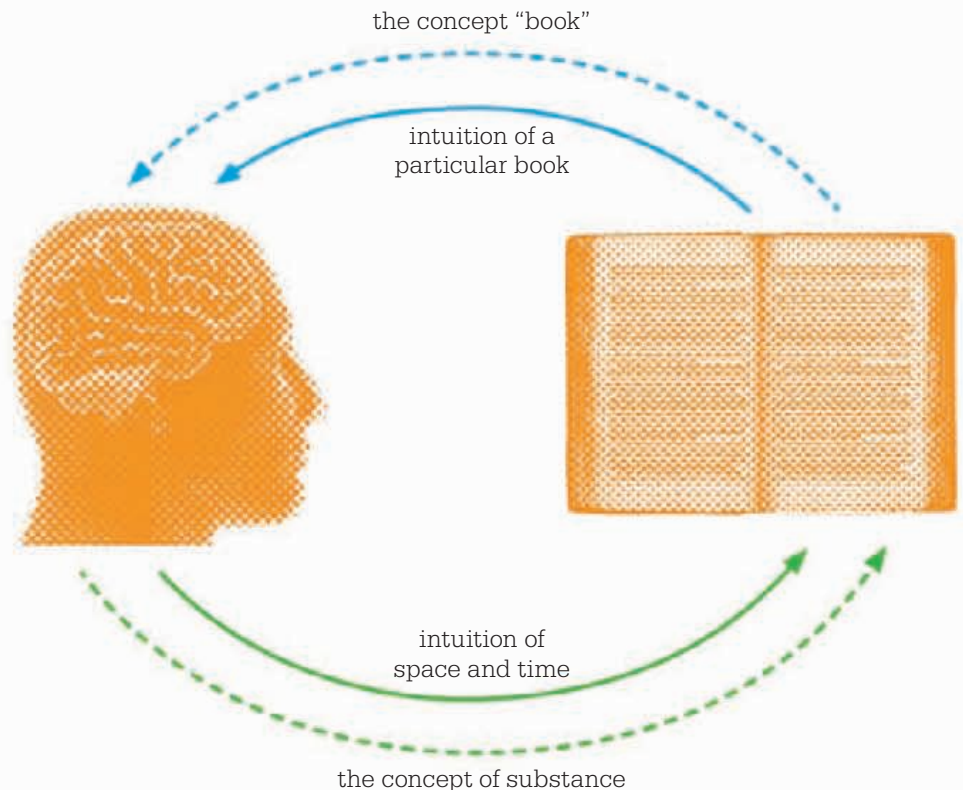 the concept “book”
intuition of a
particular book
intuition of
space and time
the concept of substance